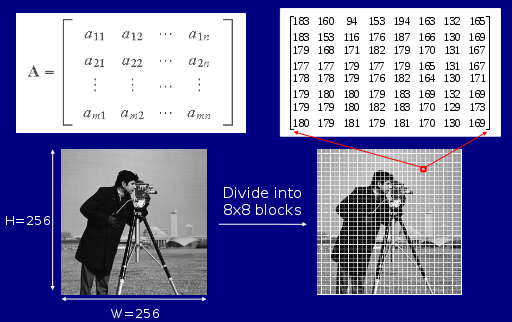 A = [ a11 a12 ⋯ a1n
a21 a22 ⋯ a2n
⋮ ⋮ ⋯ ⋮
am1 am2 ⋯ amn ]
183 160 94 153 194 163 132 165
183 153 116 176 187 166 130 169
179 168 171 182 179 170 131 167
177 177 179 177 179 165 131 167
178 178 179 176 182 164 130 171
179 180 180 179 183 169 132 169
179 179 180 182 183 170 129 173
180 179 181 179 181 170 130 169
H=256
Divide into
8x8 blocks
W=256